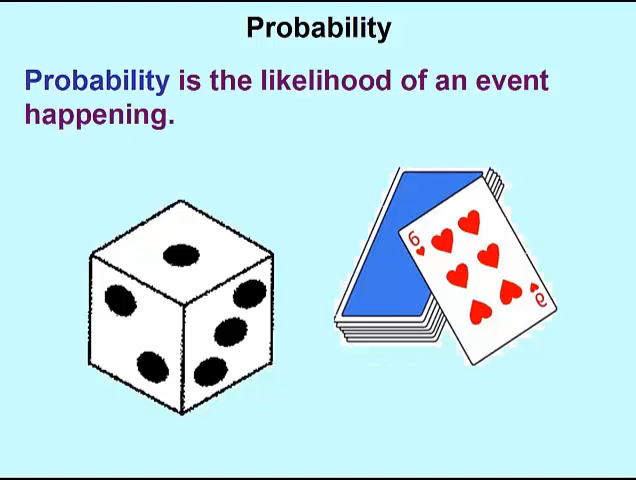 Probability
Probability is the likelihood of an event
happening.
6
6